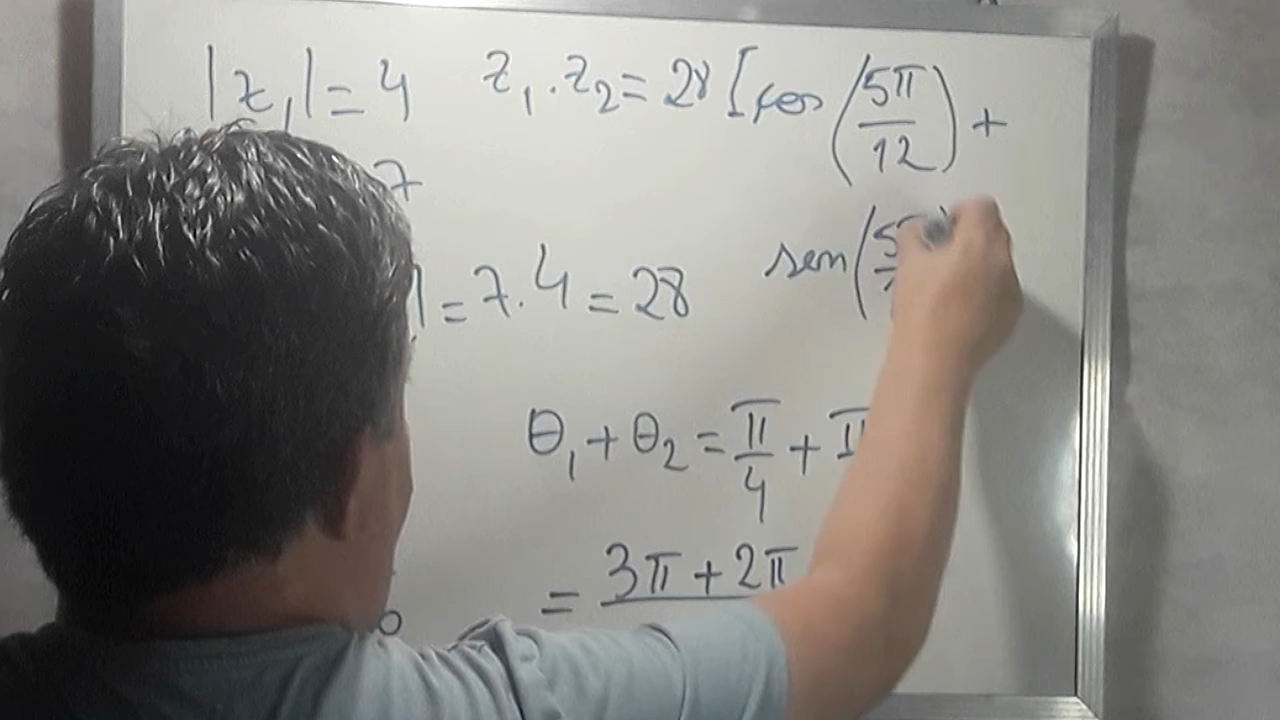 |z₁| = 4 z₁ . z₂ = 28 [cos (5π/12) +
7
sen (5
| = 7 . 4 = 28
θ₁ + θ₂ = π/4 + π
= 3π + 2π